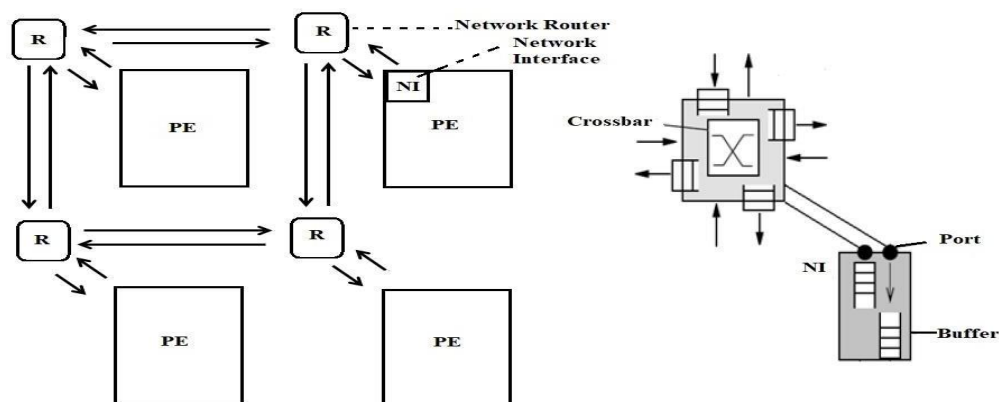 R
R
Network Router
Network
Interface
NI
PE
PE
R
R
PE
PE
Crossbar
Port
NI
Buffer